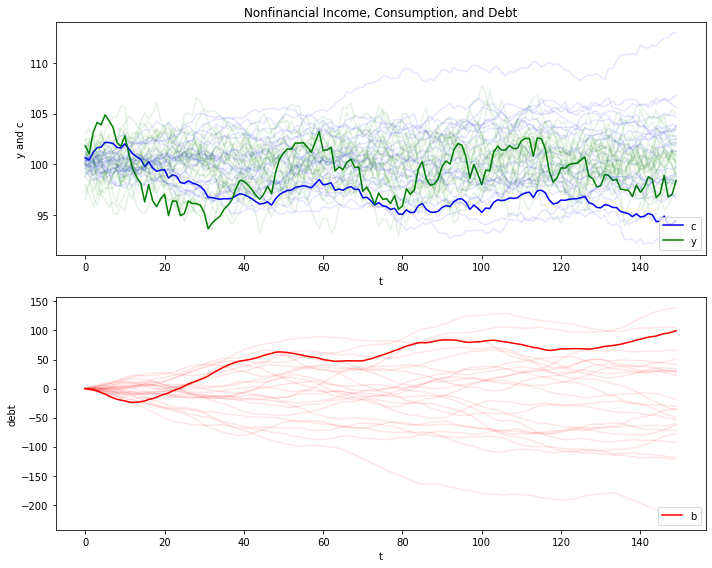 Nonfinancial Income, Consumption, and Debt
110
105
100
95
y and c
c
y
0 20 40 60 80 100 120 140
t
150
100
50
0
−50
−100
−150
−200
debt
b
0 20 40 60 80 100 120 140
t